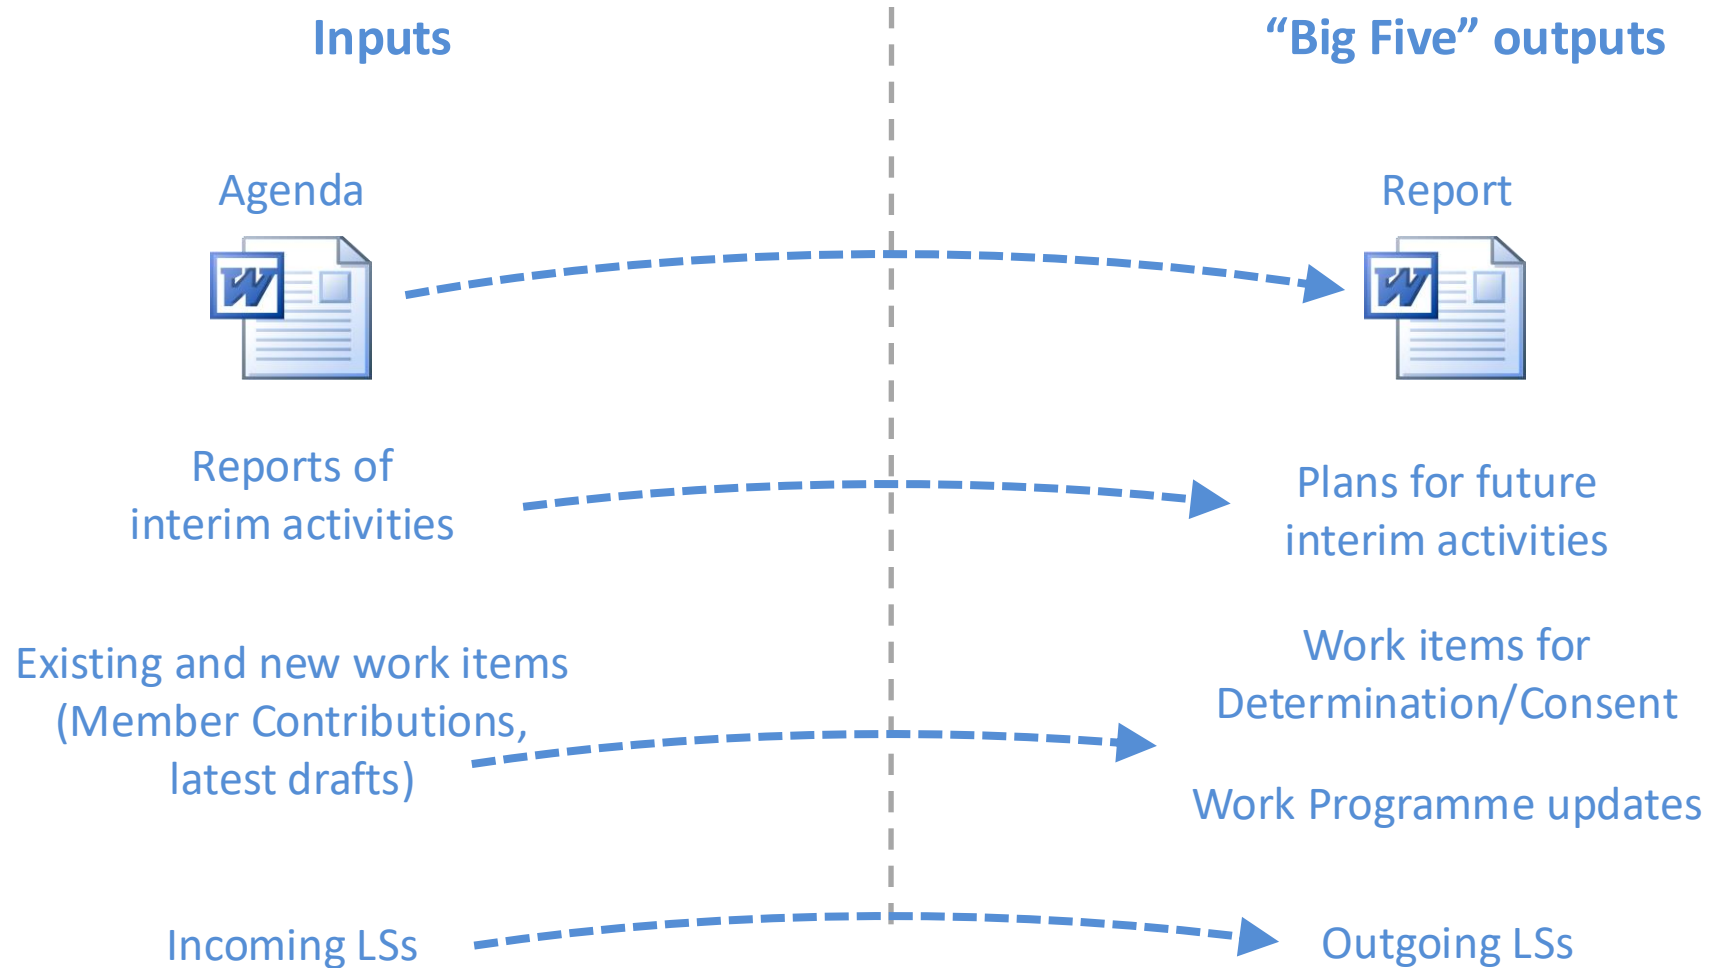 Inputs
“Big Five” outputs
Agenda
Report
W
W
Reports of
interim activities
Plans for future
interim activities
Existing and new work items
(Member Contributions,
latest drafts)
Work items for
Determination/Consent
Work Programme updates
Incoming LSs
Outgoing LSs